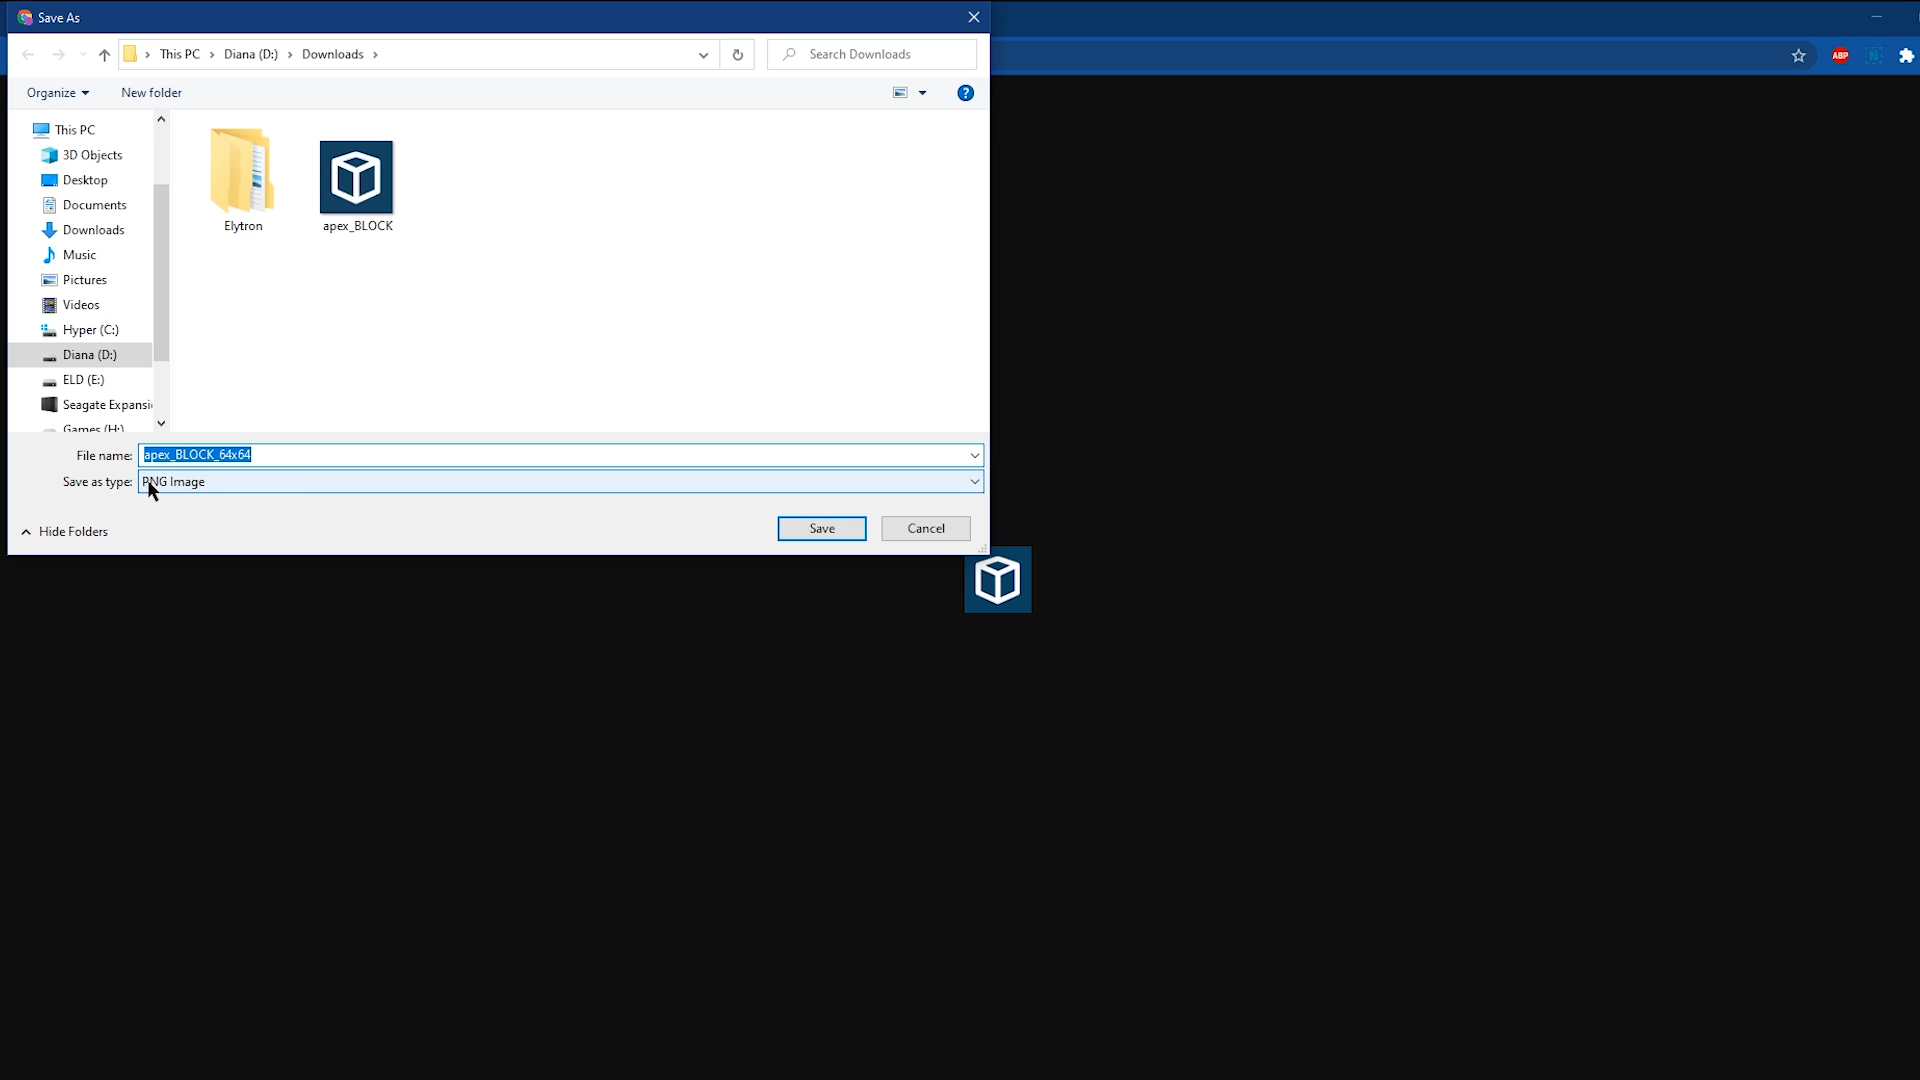 Save As
This PC > Diana (D:) > Downloads >
Search Downloads
ABP
N
Organize
New folder
?
This PC
3D Objects
Desktop
Documents
Downloads
Music
Pictures
Videos
Hyper (C:)
Diana (D:)
ELD (E:)
Seagate Expansi
Games (H:)
Elytron
apex_BLOCK
File name: apex_BLOCK_64x64
Save as type: PNG Image
Hide Folders
Save
Cancel